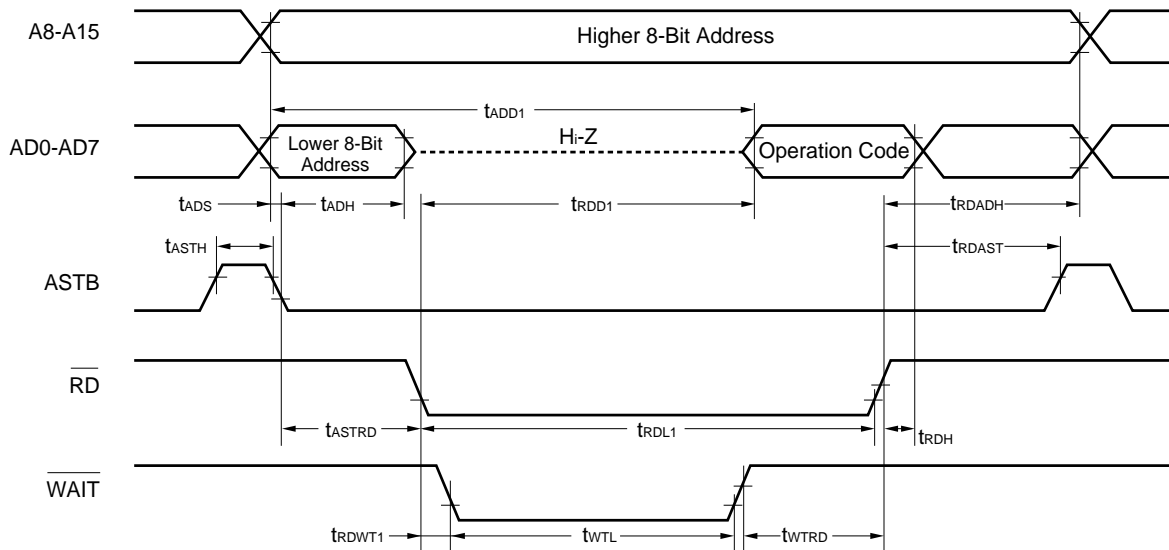 A8-A15
Higher 8-Bit Address
tADD1
AD0-AD7
Lower 8-Bit
Address
Hi-Z
Operation Code
tADS
tADH
tRDD1
tRDADH
tASTH
tRDAST
ASTB
RD
tASTRD
tRDL1
tRDH
WAIT
tRDWT1
tWTL
tWTRD